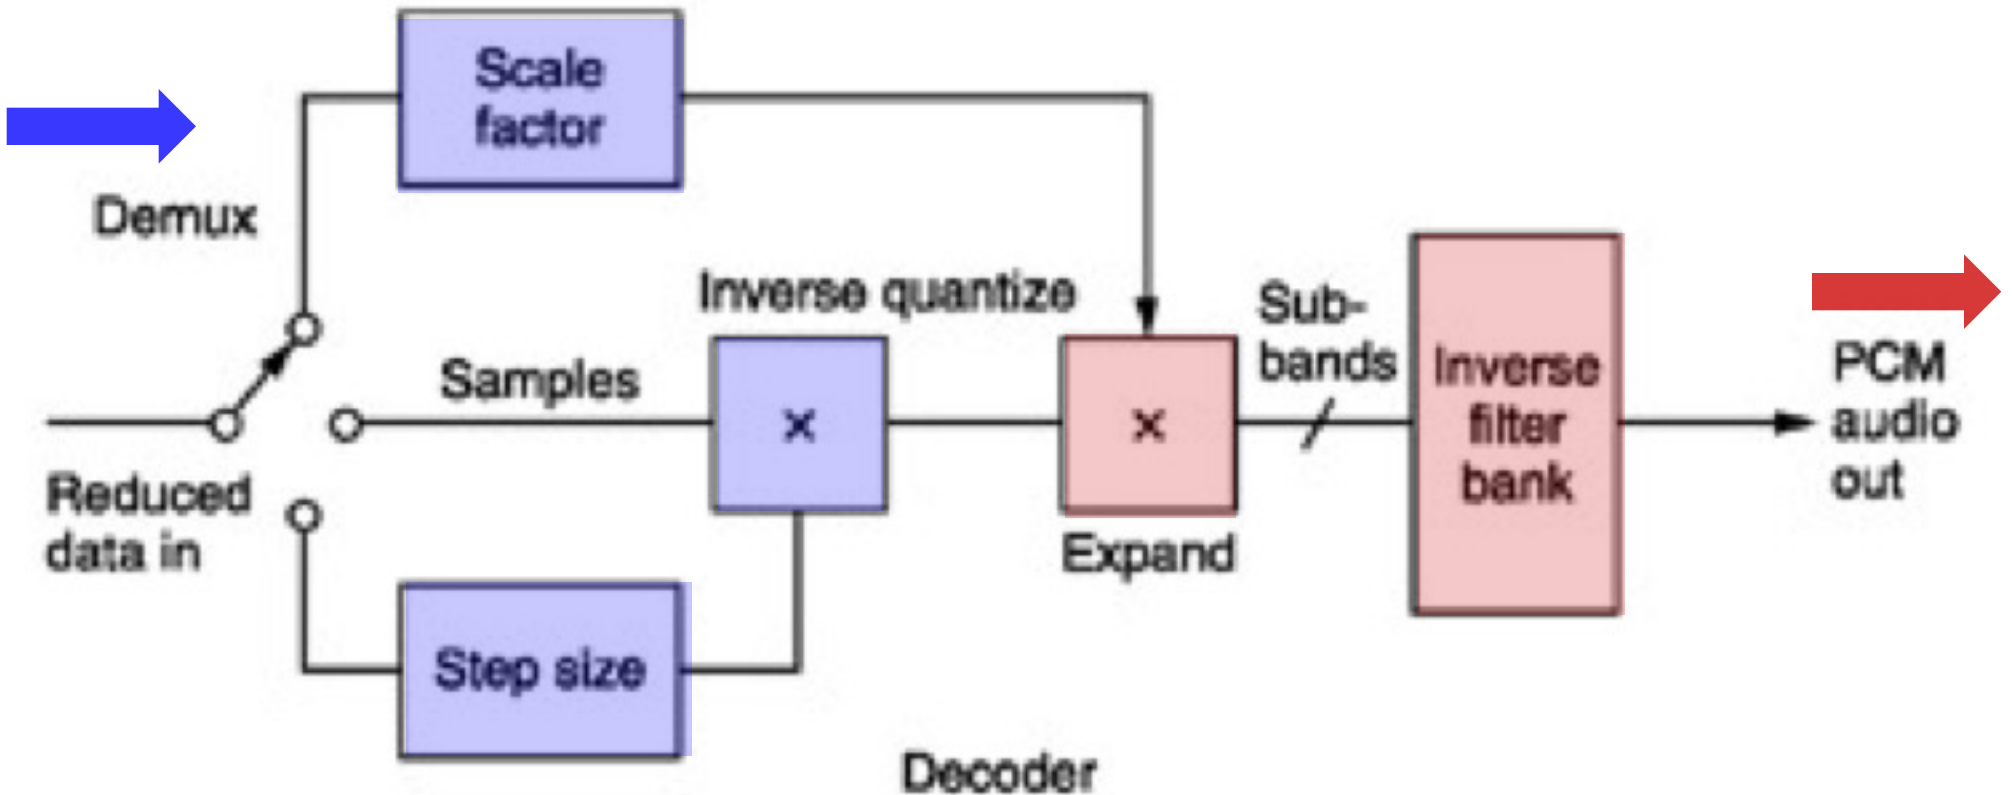 Scale
factor
Demux
Inverse quantize
Sub-
bands
Samples
×
×
Inverse
filter
bank
PCM
audio
out
Reduced
data in
Expand
Step size
Decoder